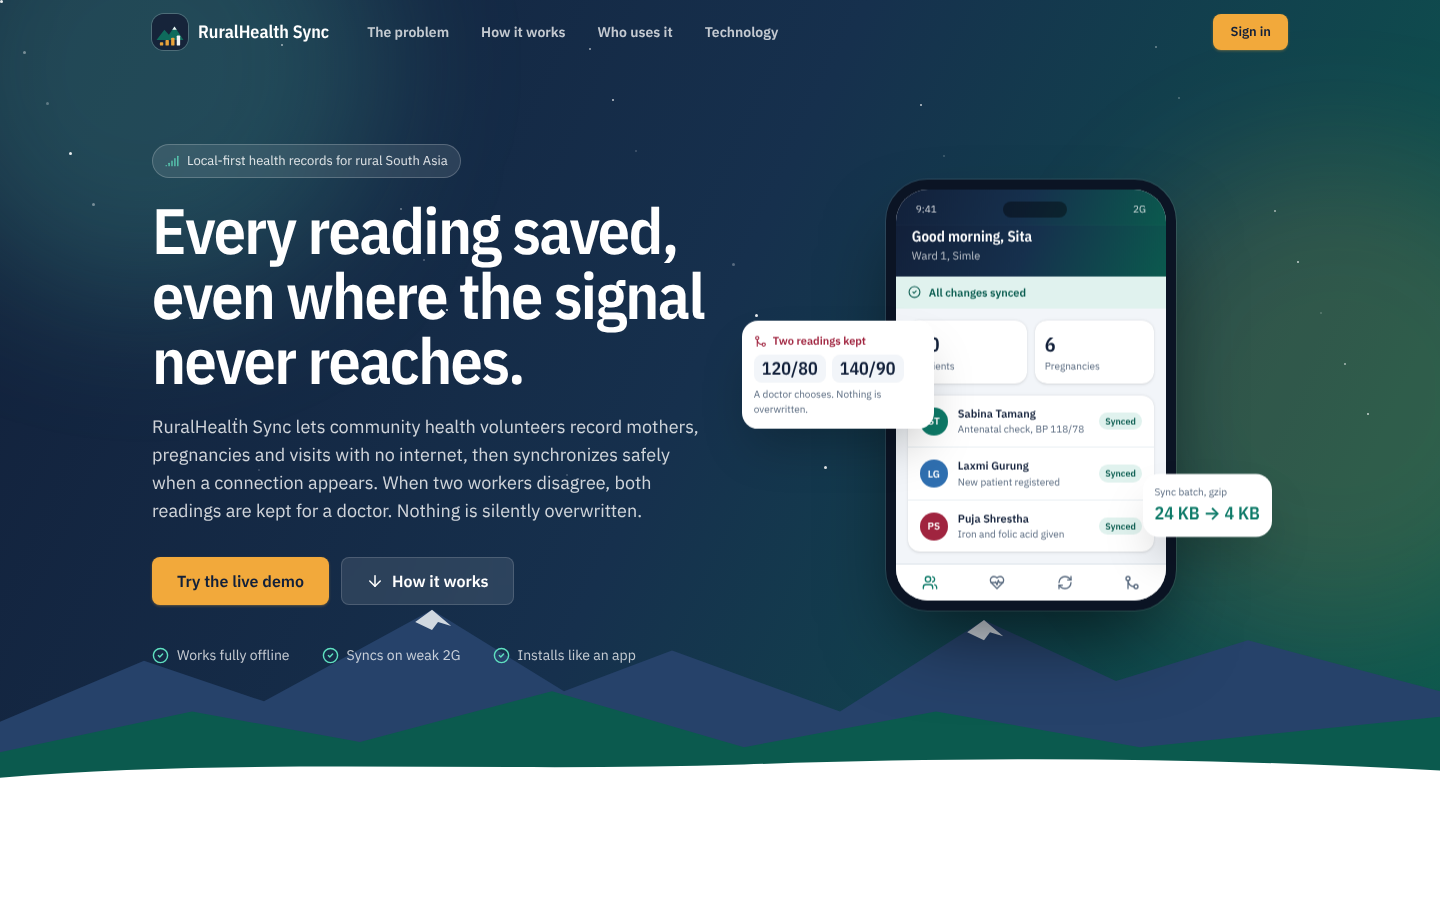 RuralHealth Sync
The problem
How it works
Who uses it
Technology
Sign in
Local-first health records for rural South Asia
Every reading saved,
even where the signal
never reaches.
RuralHealth Sync lets community health volunteers record mothers,
pregnancies and visits with no internet, then synchronizes safely
when a connection appears. When two workers disagree, both
readings are kept for a doctor. Nothing is silently overwritten.
Try the live demo
How it works
Works fully offline
Syncs on weak 2G
Installs like an app
9:41
2G
Good morning, Sita
Ward 1, Simle
All changes synced
6
Pregnancies
Two readings kept
120/80 140/90
A doctor chooses. Nothing is
overwritten.
Sabina Tamang
Antenatal check, BP 118/78
Synced
LG
Laxmi Gurung
New patient registered
Synced
PS
Puja Shrestha
Iron and folic acid given
Synced
Sync batch, gzip
24 KB → 4 KB